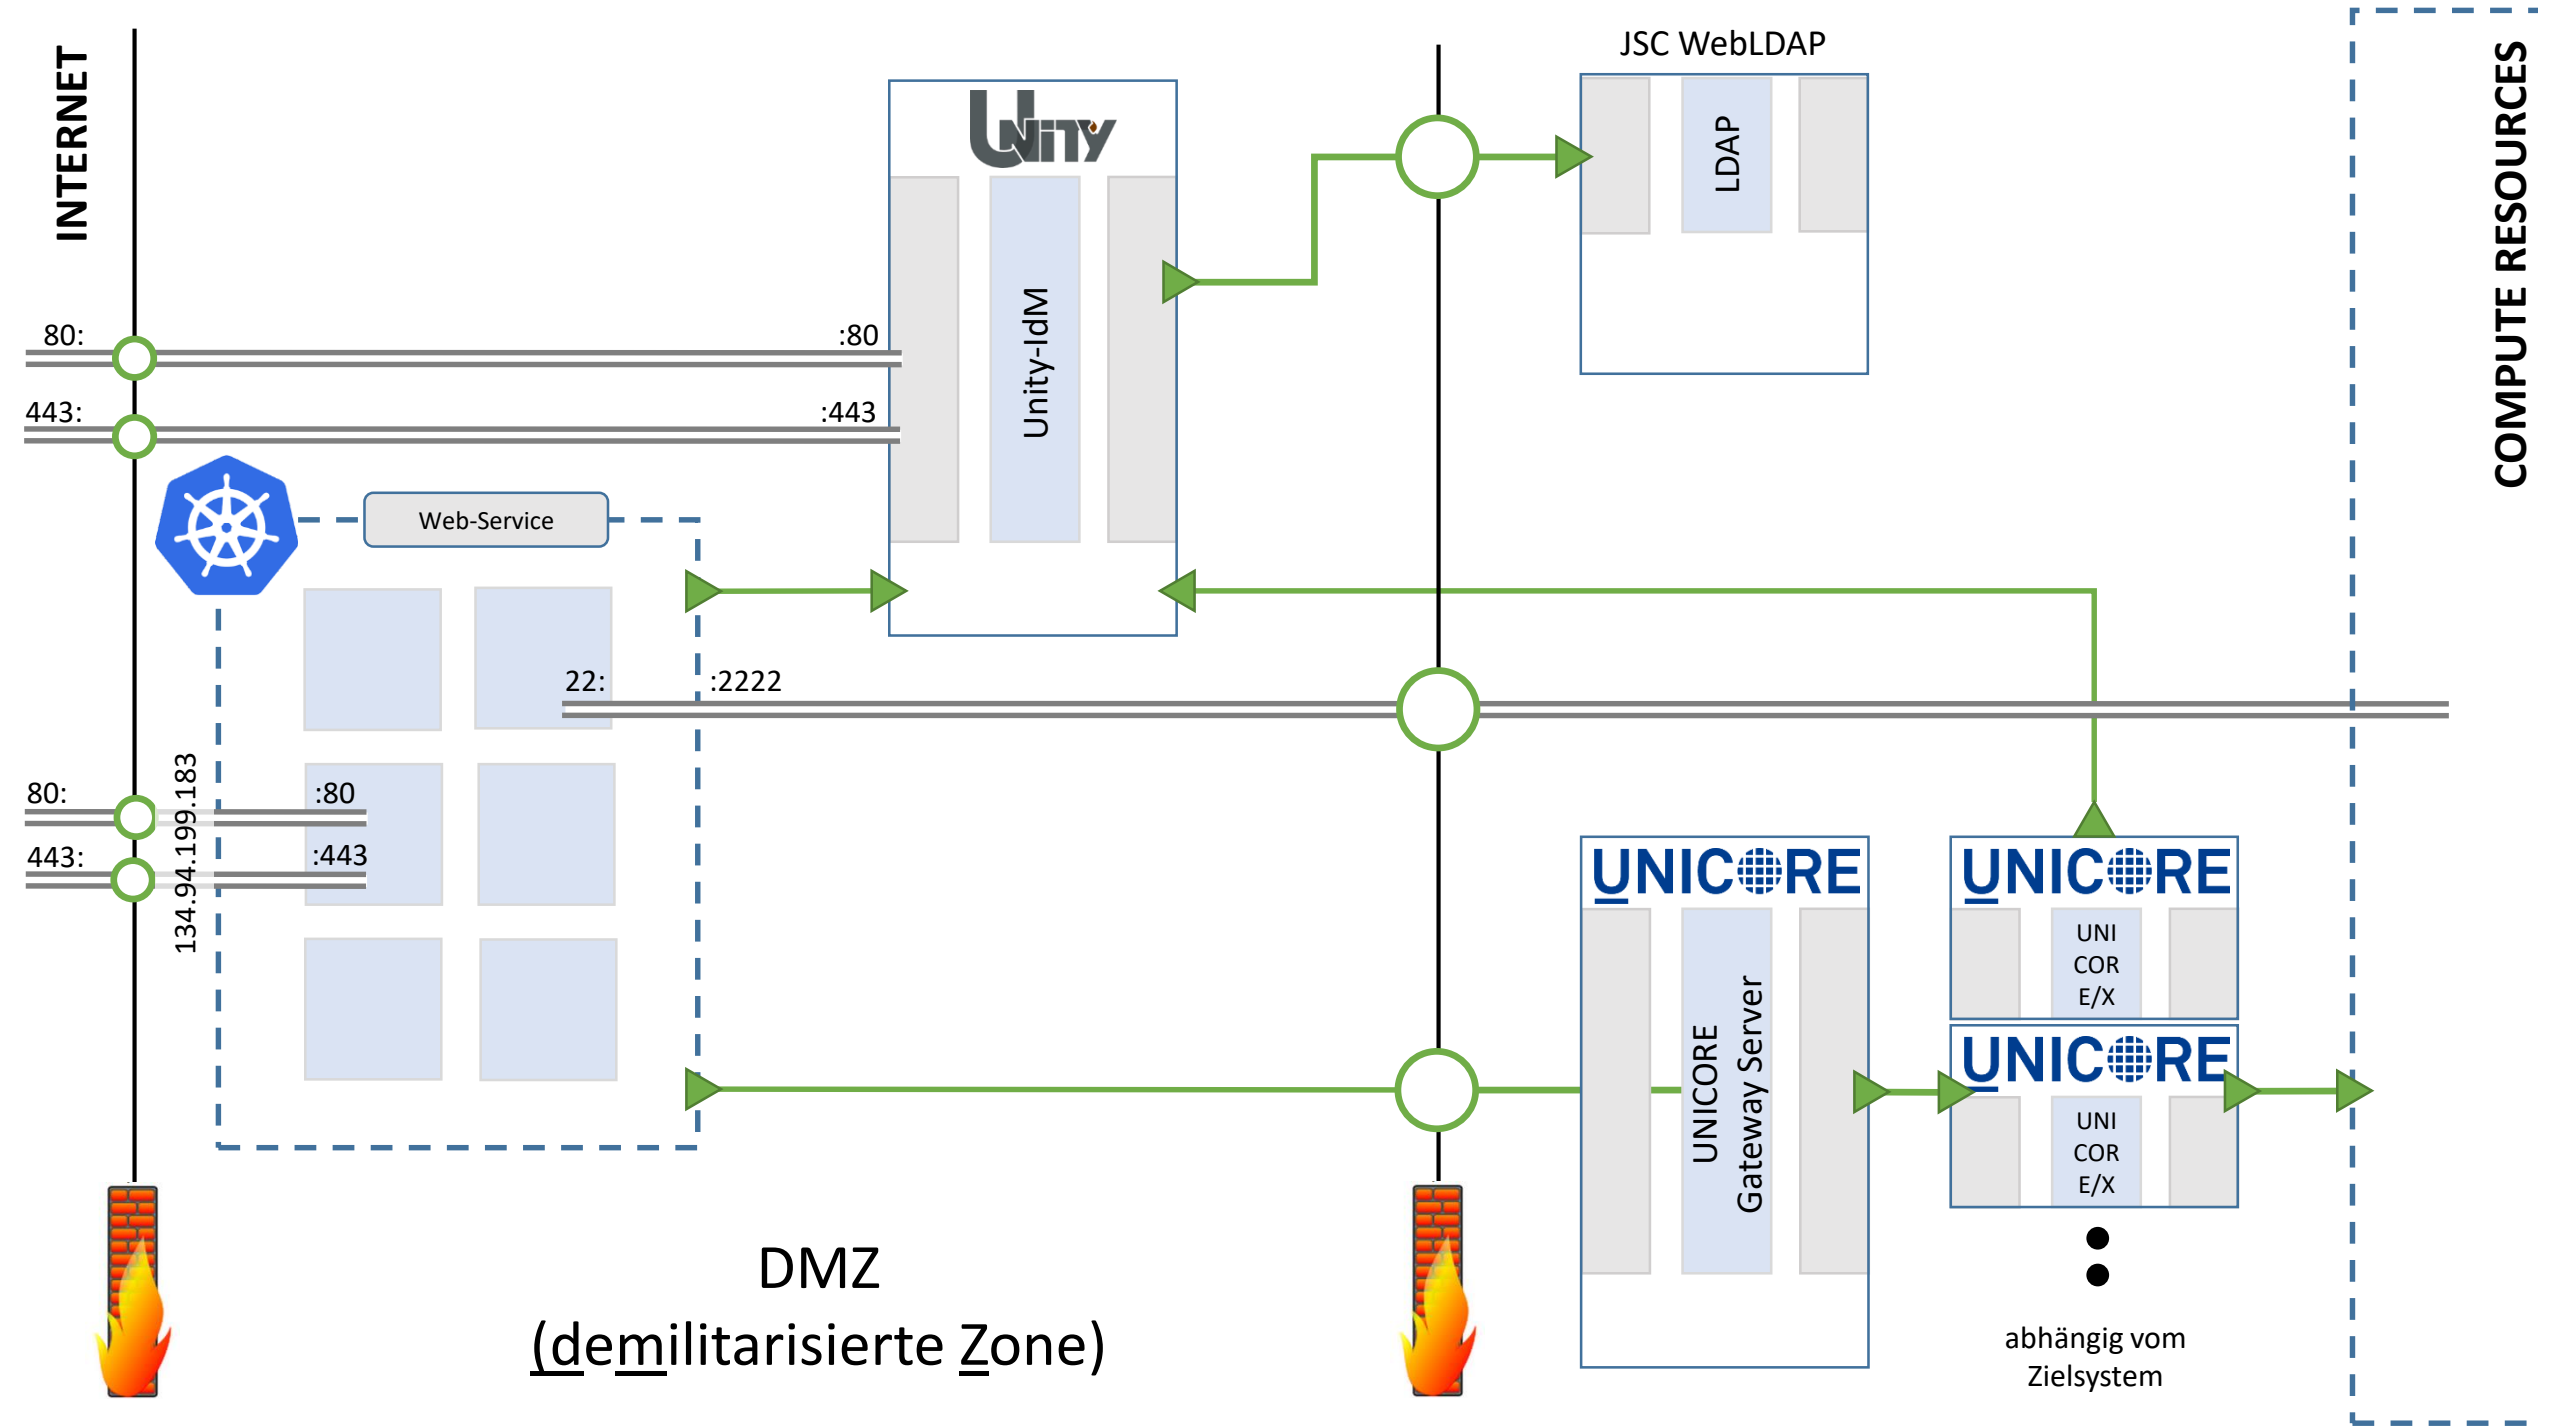 INTERNET
JSC WebLDAP
COMPUTE RESOURCES
Unity
LDAP
Unity-IdM
80:
:80
443:
:443
Web-Service
22:
:2222
134.94.199.183
80:
:80
443:
:443
UNICORE
UNICORE
Gateway Server
UNICORE
UNI
COR
E/X
UNICORE
UNI
COR
E/X
abhängig vom
Zielsystem
DMZ
(demilitarisierte Zone)